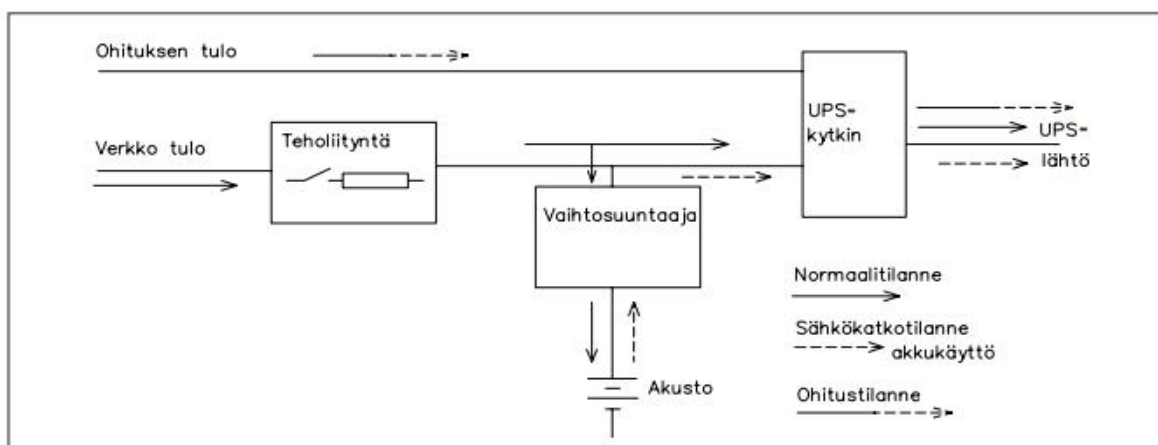 Ohituksen tulo
Verkko tulo
Teholiityntä
UPS-
kytkin
UPS-
lähtö
Vaihtosuuntaaja
Akusto
Normaalitilanne
Sähkökatkotilanne
akkukäyttö
Ohitustilanne